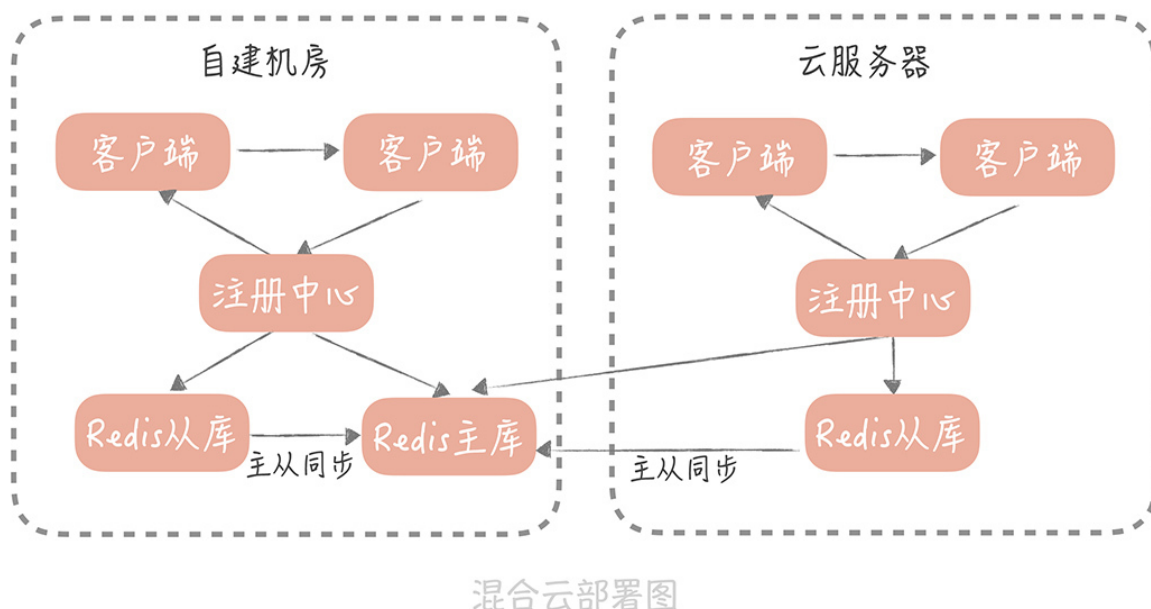 自建机房
云服务器
客户端
客户端
客户端
客户端
注册中心
注册中心
Redis从库
Redis主库
Redis从库
主从同步
主从同步
混合云部署图